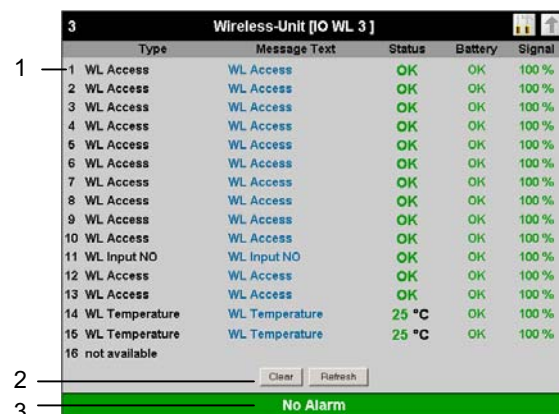 3 Wireless-Unit [IO WL 3 ]
Type Message Text Status Battery Signal
1 1 WL Access WL Access OK OK 100 %
2 WL Access WL Access OK OK 100 %
3 WL Access WL Access OK OK 100 %
4 WL Access WL Access OK OK 100 %
5 WL Access WL Access OK OK 100 %
6 WL Access WL Access OK OK 100 %
7 WL Access WL Access OK OK 100 %
8 WL Access WL Access OK OK 100 %
9 WL Access WL Access OK OK 100 %
10 WL Access WL Access OK OK 100 %
11 WL Input NO WL Input NO OK OK 100 %
12 WL Access WL Access OK OK 100 %
13 WL Access WL Access OK OK 100 %
14 WL Temperature WL Temperature 25 °C OK 100 %
15 WL Temperature WL Temperature 25 °C OK 100 %
16 not available
2 Clear Refresh
3 No Alarm